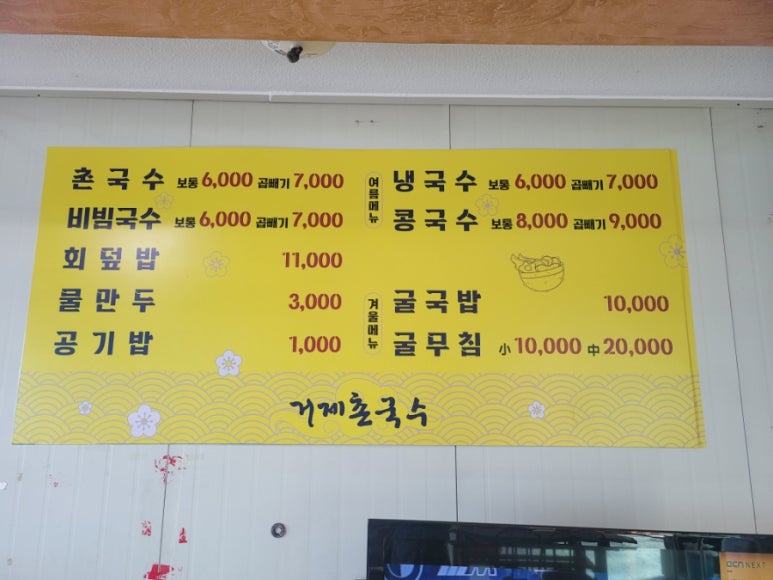 촌국수 보통 6,000 곱빼기 7,000
비빔국수 보통 6,000 곱빼기 7,000
회덮밥 11,000
물만두 3,000
공기밥 1,000
여름메뉴
냉국수 보통 6,000 곱빼기 7,000
콩국수 보통 8,000 곱빼기 9,000
겨울메뉴
굴국밥 10,000
굴무침 小 10,000 中 20,000
거제촌국수
OCN NEXT